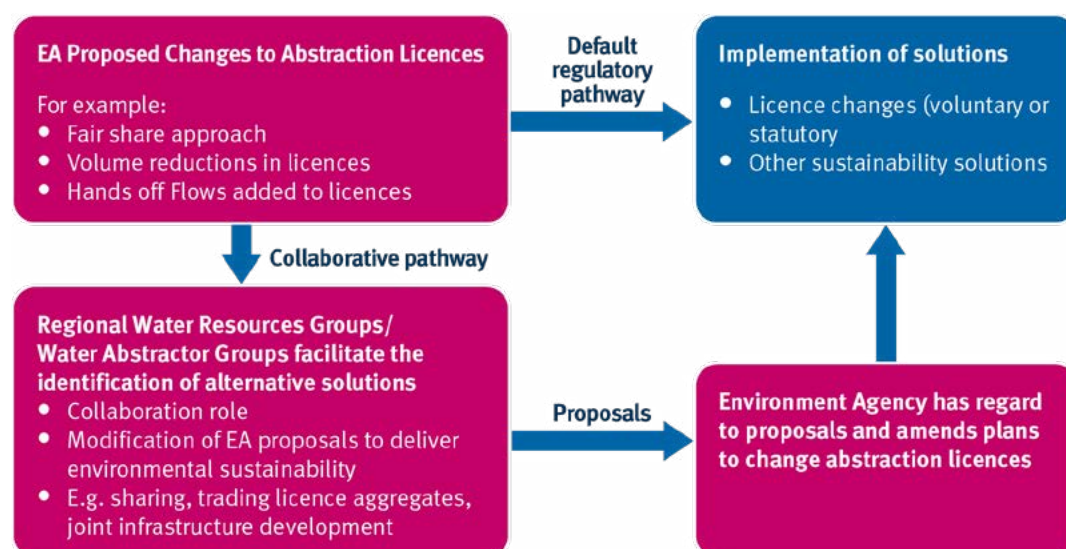 EA Proposed Changes to Abstraction Licences
For example:
• Fair share approach
• Volume reductions in licences
• Hands off Flows added to licences
Default
regulatory
pathway
Implementation of solutions
• Licence changes (voluntary or
statutory
• Other sustainability solutions
Collaborative pathway
Regional Water Resources Groups/
Water Abstractor Groups facilitate the
identification of alternative solutions
• Collaboration role
• Modification of EA proposals to deliver
environmental sustainability
• E.g. sharing, trading licence aggregates,
joint infrastructure development
Proposals
Environment Agency has regard
to proposals and amends plans
to change abstraction licences